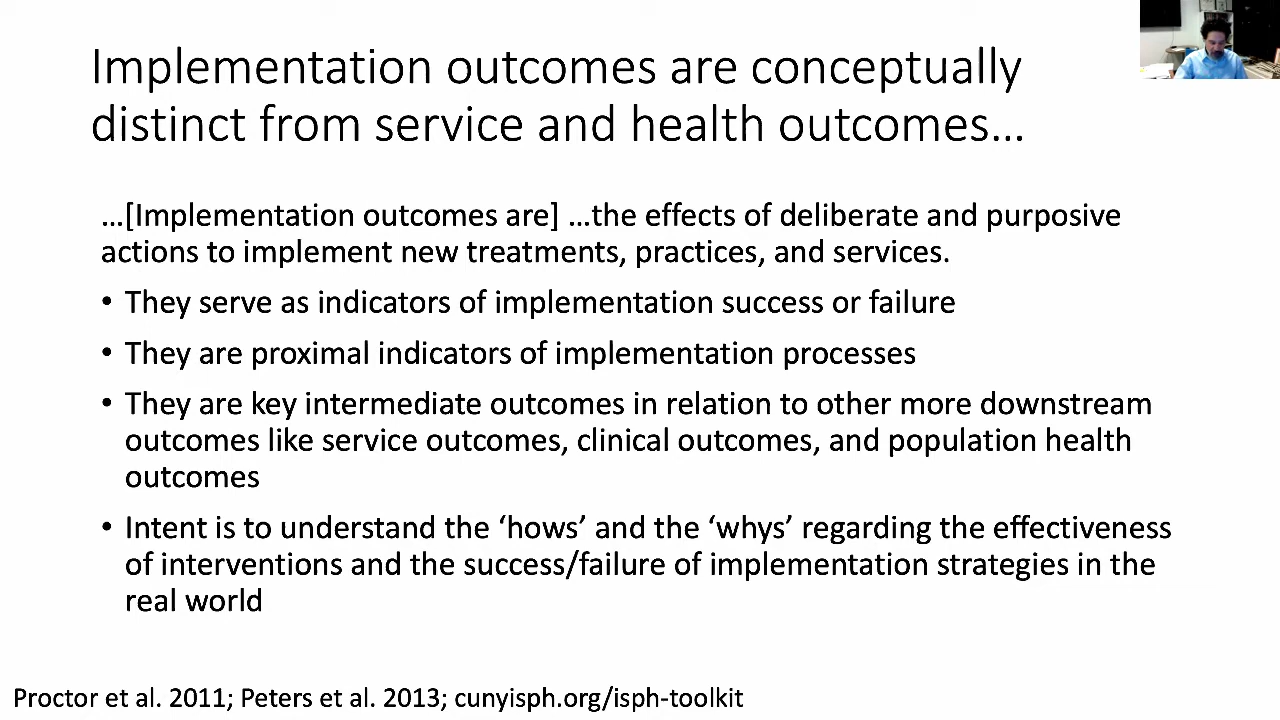 Implementation outcomes are conceptually
distinct from service and health outcomes…
…[Implementation outcomes are] …the effects of deliberate and purposive
actions to implement new treatments, practices, and services.
• They serve as indicators of implementation success or failure
• They are proximal indicators of implementation processes
• They are key intermediate outcomes in relation to other more downstream
outcomes like service outcomes, clinical outcomes, and population health
outcomes
• Intent is to understand the ‘hows’ and the ‘whys’ regarding the effectiveness
of interventions and the success/failure of implementation strategies in the
real world
Proctor et al. 2011; Peters et al. 2013; cunyisph.org/isph-toolkit